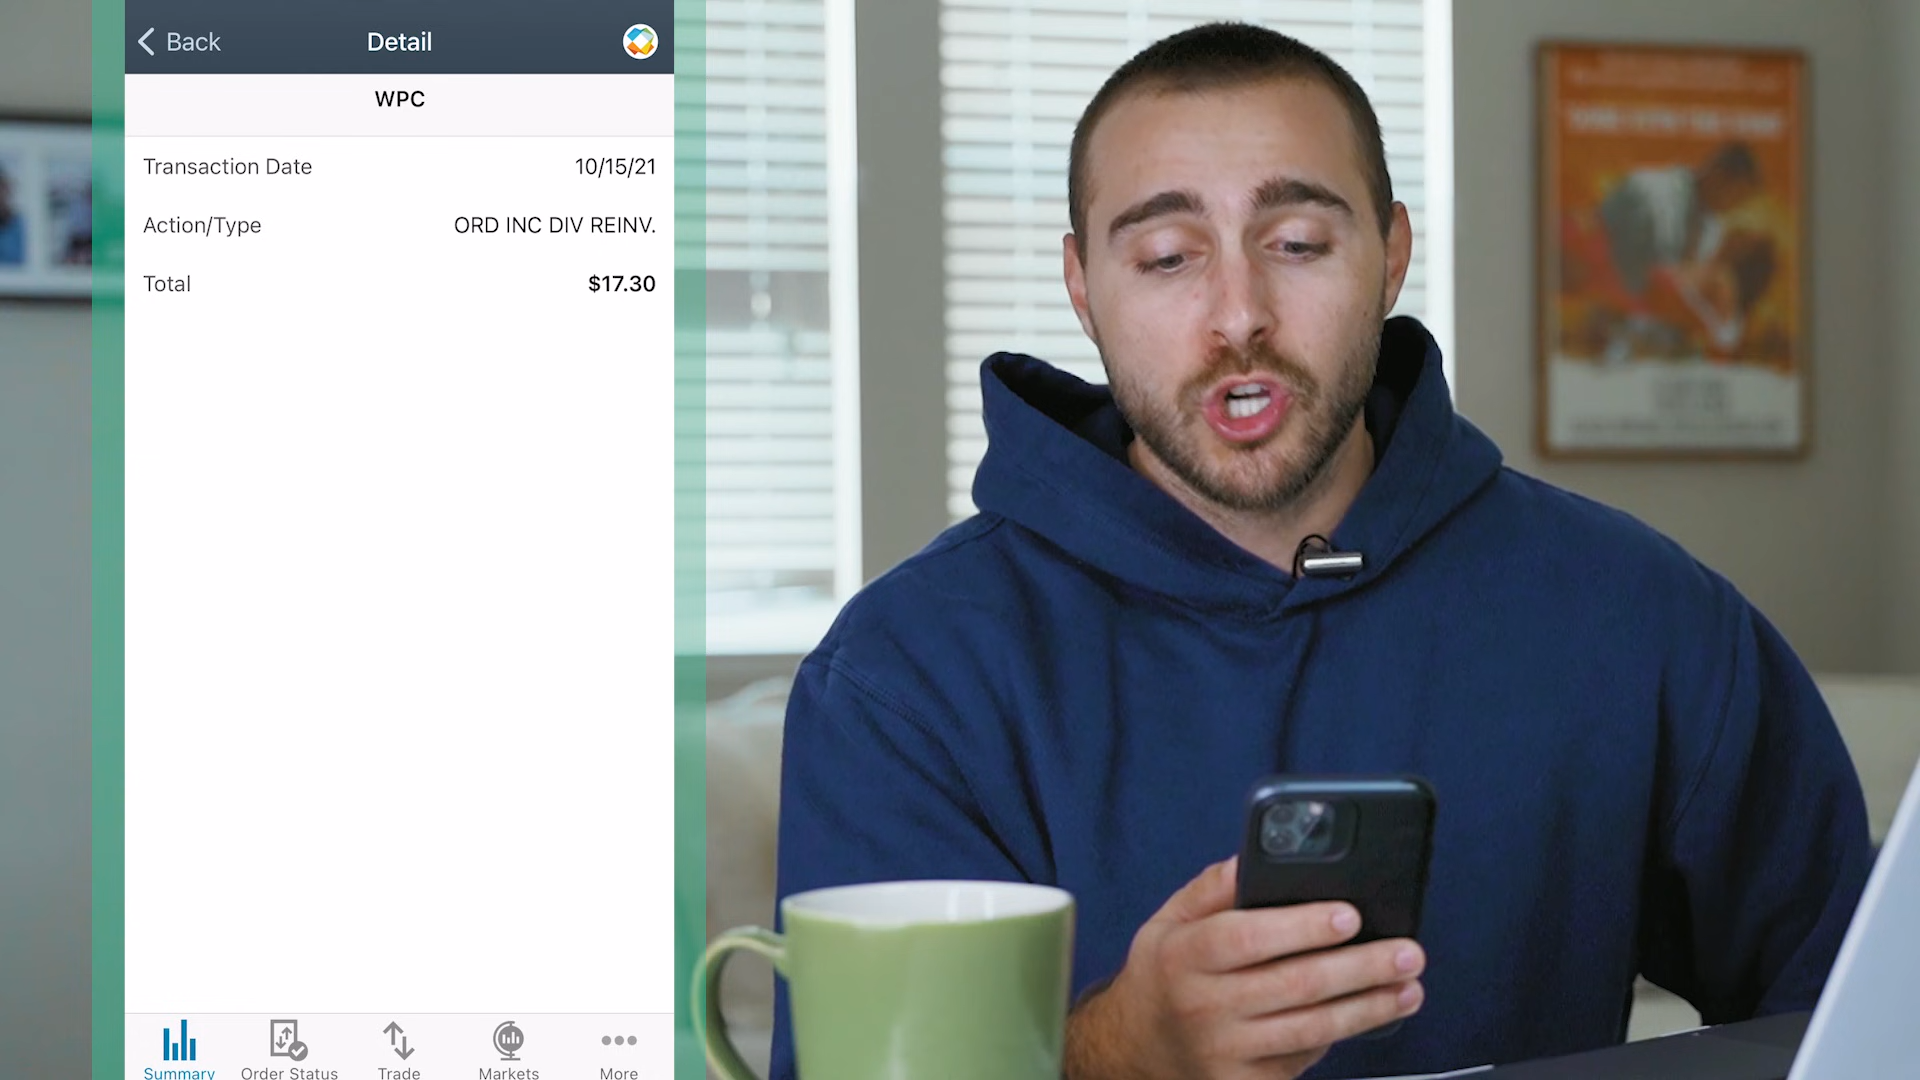 Back
Detail
WPC
Transaction Date 10/15/21
Action/Type ORD INC DIV REINV.
Total $17.30
Summary
Order Status
Trade
Markets
More